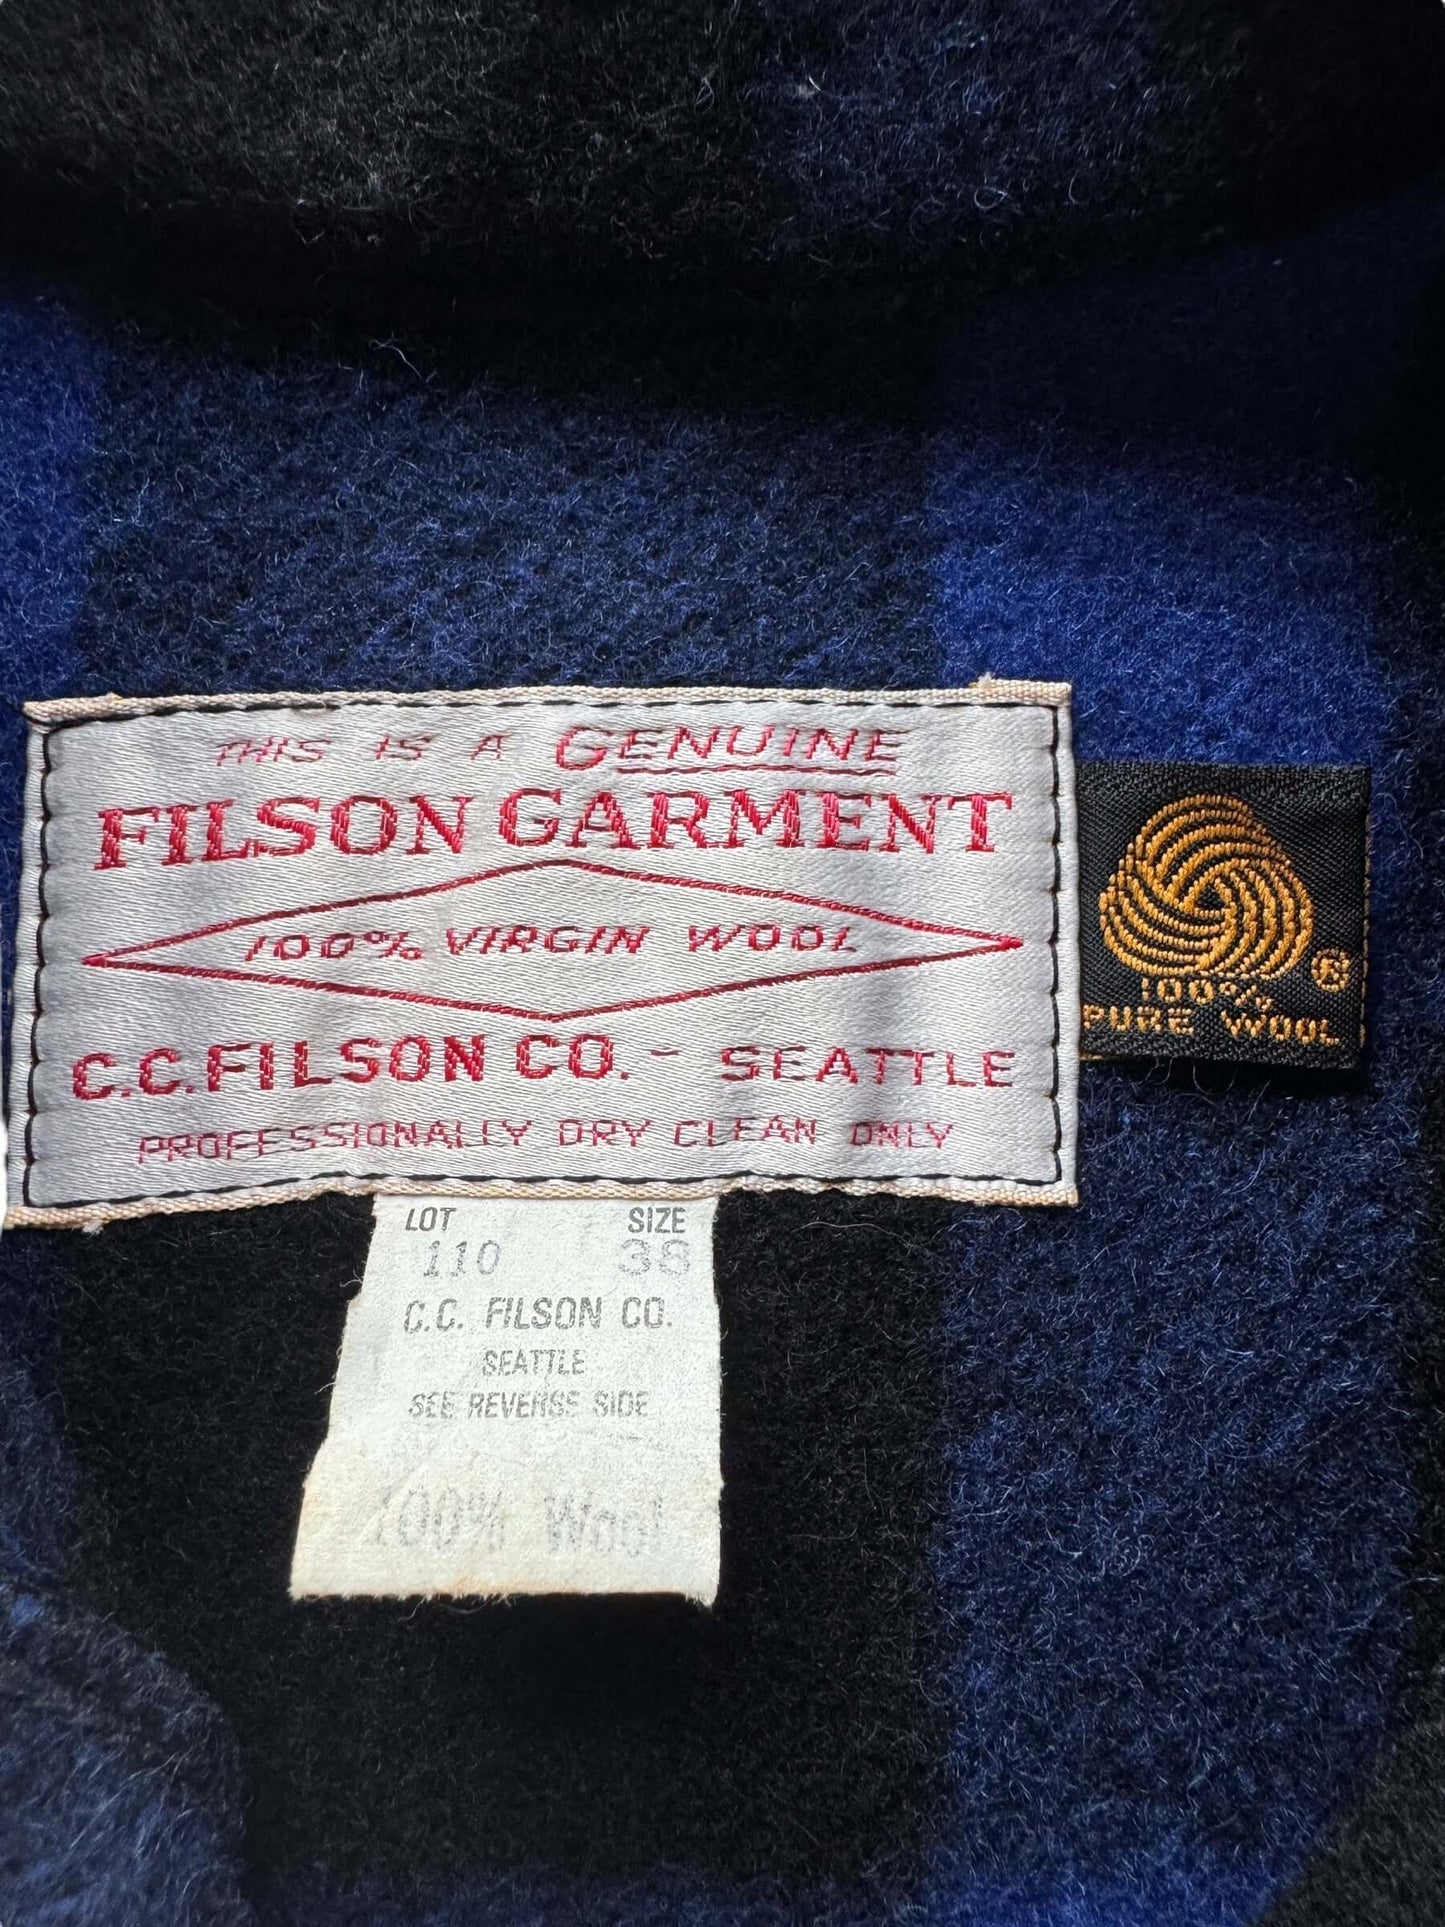 THIS IS A GENUINE
FILSON GARMENT
100% VIRGIN WOOL
C.C. FILSON CO. - SEATTLE
PROFESSIONALLY DRY CLEAN ONLY
®
100%
PURE WOOL
LOT SIZE
110 38
C.C. FILSON CO.
SEATTLE
SEE REVERSE SIDE
100% Wool